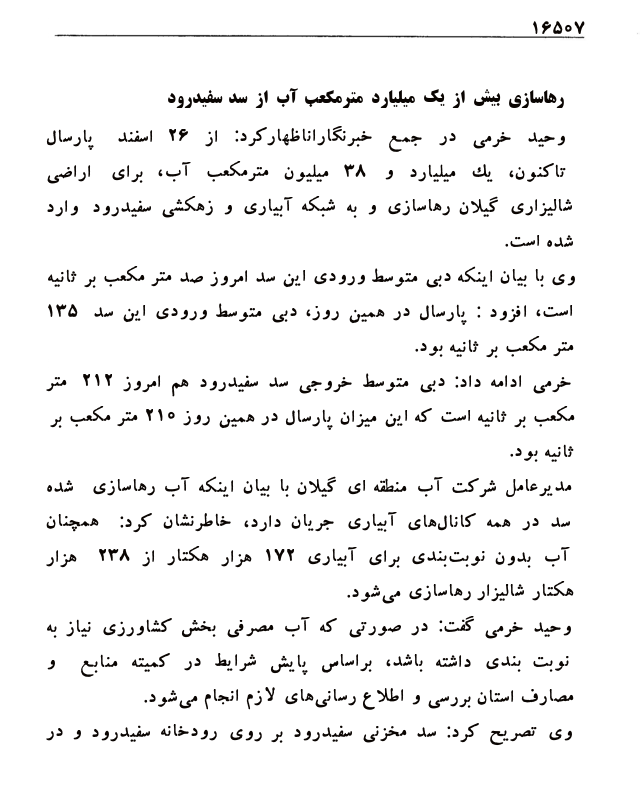 ۱۶۵۰۷
رهاسازی بیش از یک میلیارد مترمکعب آب از سد سفیدرود
وحید خرمی در جمع خبرنگاراناظهارکرد: از ۲۶ اسفند پارسال
تاکنون، یك میلیارد و ۳۸ میلیون مترمکعب آب، برای اراضی
شالیزاری گیلان رهاسازی و به شبکه آبیاری و زهکشی سفیدرود وارد
شده است.
وی با بیان اینکه دبی متوسط ورودی این سد امروز صد متر مکعب بر ثانیه
است، افزود : پارسال در همین روز، دبی متوسط ورودی این سد ۱۳۵
متر مکعب بر ثانیه بود.
خرمی ادامه داد: دبی متوسط خروجی سد سفیدرود هم امروز ۲۱۲ متر
مکعب بر ثانیه است که این میزان پارسال در همین روز ۲۱۰ متر مکعب بر
ثانیه بود.
مدیرعامل شرکت آب منطقه ای گیلان با بیان اینکه آب رهاسازی شده
سد در همه کانال‌های آبیاری جریان دارد، خاطرنشان کرد: همچنان
آب بدون نوبت‌بندی برای آبیاری ۱۷۲ هزار هکتار از ۲۳۸ هزار
هکتار شالیزار رهاسازی می‌شود.
وحید خرمی گفت: در صورتی که آب مصرفی بخش کشاورزی نیاز به
نوبت بندی داشته باشد، براساس پایش شرایط در کمیته منابع و
مصارف استان بررسی و اطلاع رسانی‌های لازم انجام می‌شود.
وی تصریح کرد: سد مخزنی سفیدرود بر روی رودخانه سفیدرود و در